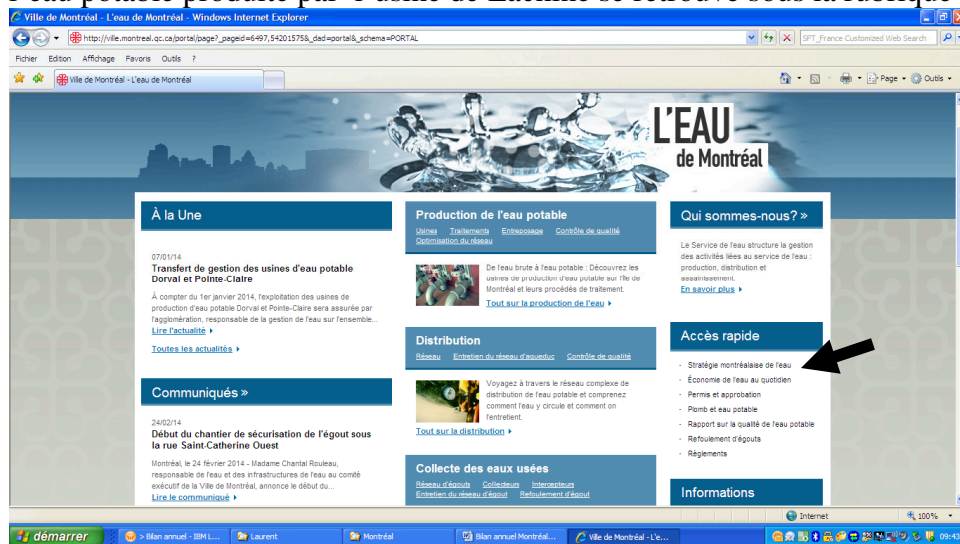 l'eau potable produite par l'usine de Lachine se retrouve sous la rubrique
Ville de Montréal - L'eau de Montréal - Windows Internet Explorer
http://ville.montreal.qc.ca/portal/page?_pageid=6497,54201575&_dad=portal&_schema=PORTAL
SFT_France Customized Web Search
Fichier Edition Affichage Favoris Outils ?
Ville de Montréal - L'eau de Montréal
Page Outils
L'EAU
de Montréal
À la Une
07/01/14
Transfert de gestion des usines d'eau potable
Dorval et Pointe-Claire
À compter du 1er janvier 2014, l'exploitation des usines de
production d'eau potable Dorval et Pointe-Claire sera assurée par
l'agglomération, responsable de la gestion de l'eau sur l'ensemble...
Lire l'actualité
Toutes les actualités
Communiqués »
24/02/14
Début du chantier de sécurisation de l'égout sous
la rue Saint-Catherine Ouest
Montréal, le 24 février 2014 - Madame Chantal Rouleau,
responsable de l'eau et des infrastructures de l'eau au comité
exécutif de la Ville de Montréal, annonce le début du...
Lire le communiqué
Production de l'eau potable
Usines Traitements Entreposage Contrôle de qualité
Optimisation du réseau
De l'eau brute à l'eau potable : Découvrez les
usines de production d'eau potable sur l'île de
Montréal et leurs procédés de traitement.
Tout sur la production de l'eau
Distribution
Réseau Entretien du réseau d'aqueduc Contrôle de qualité
Voyagez à travers le réseau complexe de
distribution de l'eau potable et comprenez
comment l'eau y circule et comment on
l'entretient.
Tout sur la distribution
Collecte des eaux usées
Réseau d'égouts Collecteurs Intercepteurs
Entretien du réseau d'égout Refoulement d'égout
Qui sommes-nous? »
Le Service de l'eau structure la gestion
des activités liées au service de l'eau :
production, distribution et
assainissement.
En savoir plus
Accès rapide
· Stratégie montréalaise de l'eau
· Économie de l'eau au quotidien
· Permis et approbation
· Plomb et eau potable
· Rapport sur la qualité de l'eau potable
· Refoulement d'égouts
· Règlements
Informations
Internet 100%
démarrer > Bilan annuel - IBM L... Laurent Montréal Bilan annuel Montréal... Ville de Montréal - L'e... 09:43